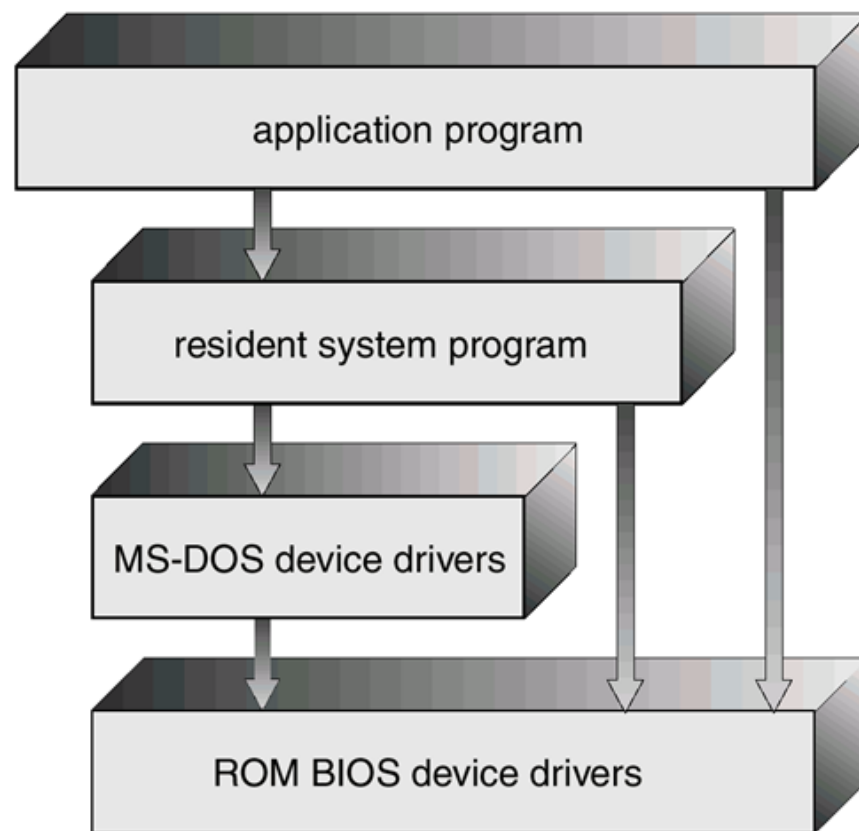 application program
resident system program
MS-DOS device drivers
ROM BIOS device drivers